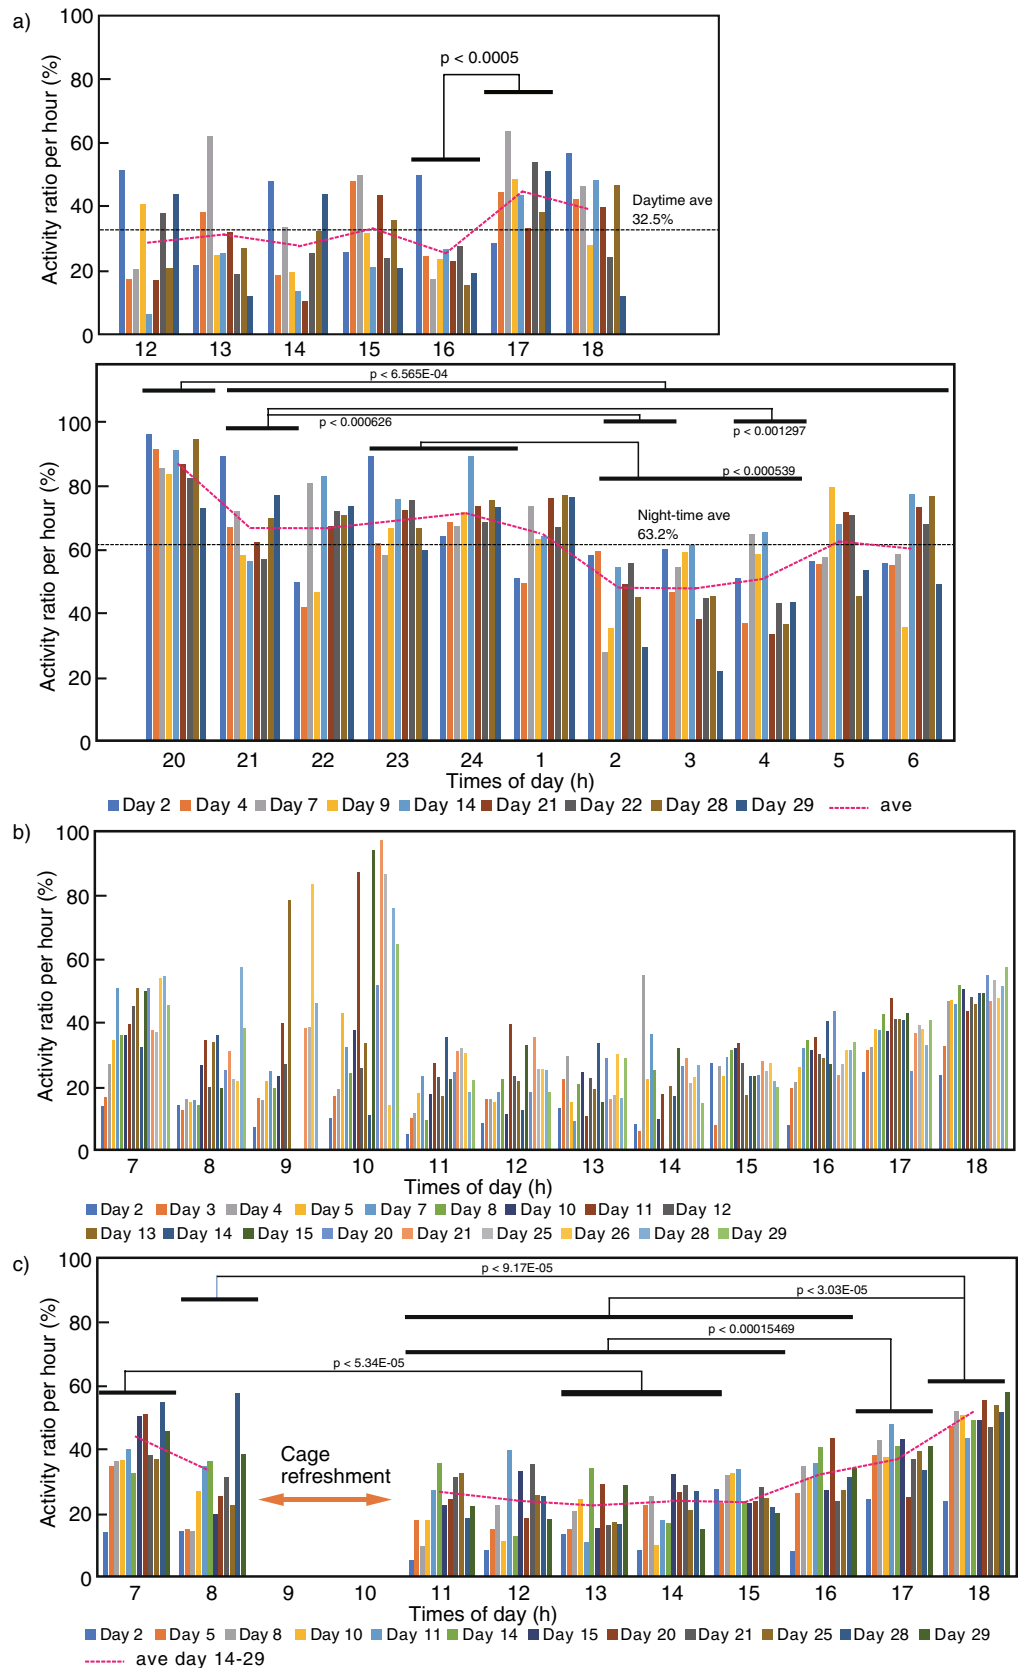 a)
Activity ratio per hour (%)
100
80
60
40
20
0
p < 0.0005
Daytime ave
32.5%
12 13 14 15 16 17 18
Activity ratio per hour (%)
100
80
60
40
20
0
p < 6.565E-04
p < 0.000626
p < 0.001297
p < 0.000539
Night-time ave
63.2%
20 21 22 23 24 1 2 3 4 5 6
Times of day (h)
Day 2 Day 4 Day 7 Day 9 Day 14 Day 21 Day 22 Day 28 Day 29 ave
b)
Activity ratio per hour (%)
100
80
60
40
20
0
7 8 9 10 11 12 13 14 15 16 17 18
Times of day (h)
Day 2 Day 3 Day 4 Day 5 Day 7 Day 8 Day 10 Day 11 Day 12
Day 13 Day 14 Day 15 Day 20 Day 21 Day 25 Day 26 Day 28 Day 29
c)
Activity ratio per hour (%)
100
80
60
40
20
0
p < 9.17E-05
p < 3.03E-05
p < 0.00015469
p < 5.34E-05
Cage
refreshment
7 8 9 10 11 12 13 14 15 16 17 18
Times of day (h)
Day 2 Day 5 Day 8 Day 10 Day 11 Day 14 Day 15 Day 20 Day 21 Day 25 Day 28 Day 29
ave day 14-29